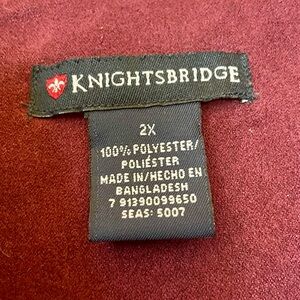 KNIGHTSBRIDGE
2X
100% POLYESTER/
POLIÉSTER
MADE IN/HECHO EN
BANGLADESH
7 91390099650
SEAS: 5007